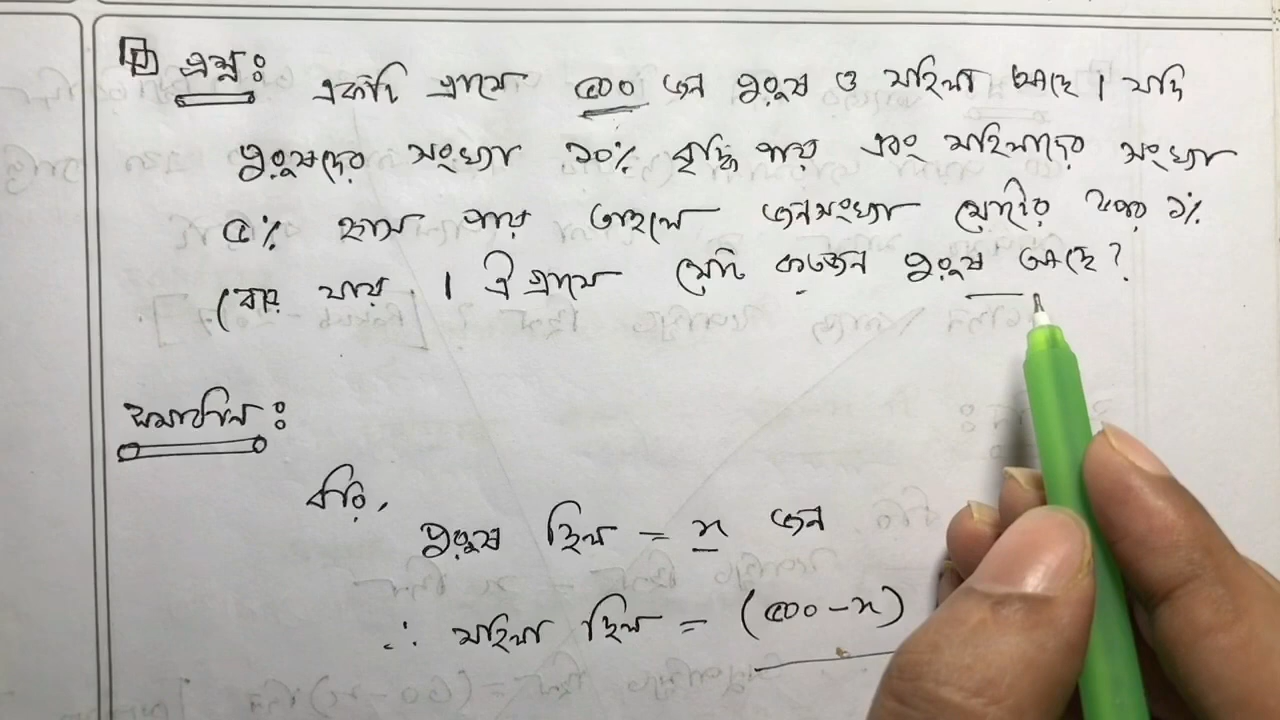 প্রশ্ন:
একটি গ্রামে ৫০০ জন পুরুষ ও মহিলা আছে। যদি
পুরুষদের সংখ্যা ১০% বৃদ্ধি পায় এবং মহিলাদের সংখ্যা
৫% হ্রাস পায় তাহলে জনসংখ্যা মোটের উপর ১%
বেড়ে যায়। ঐ গ্রামে মোট কতজন পুরুষ আছে?
সমাধান:
ধরি,
পুরুষ ছিল = x জন
∴ মহিলা ছিল = (৫০০ - x)